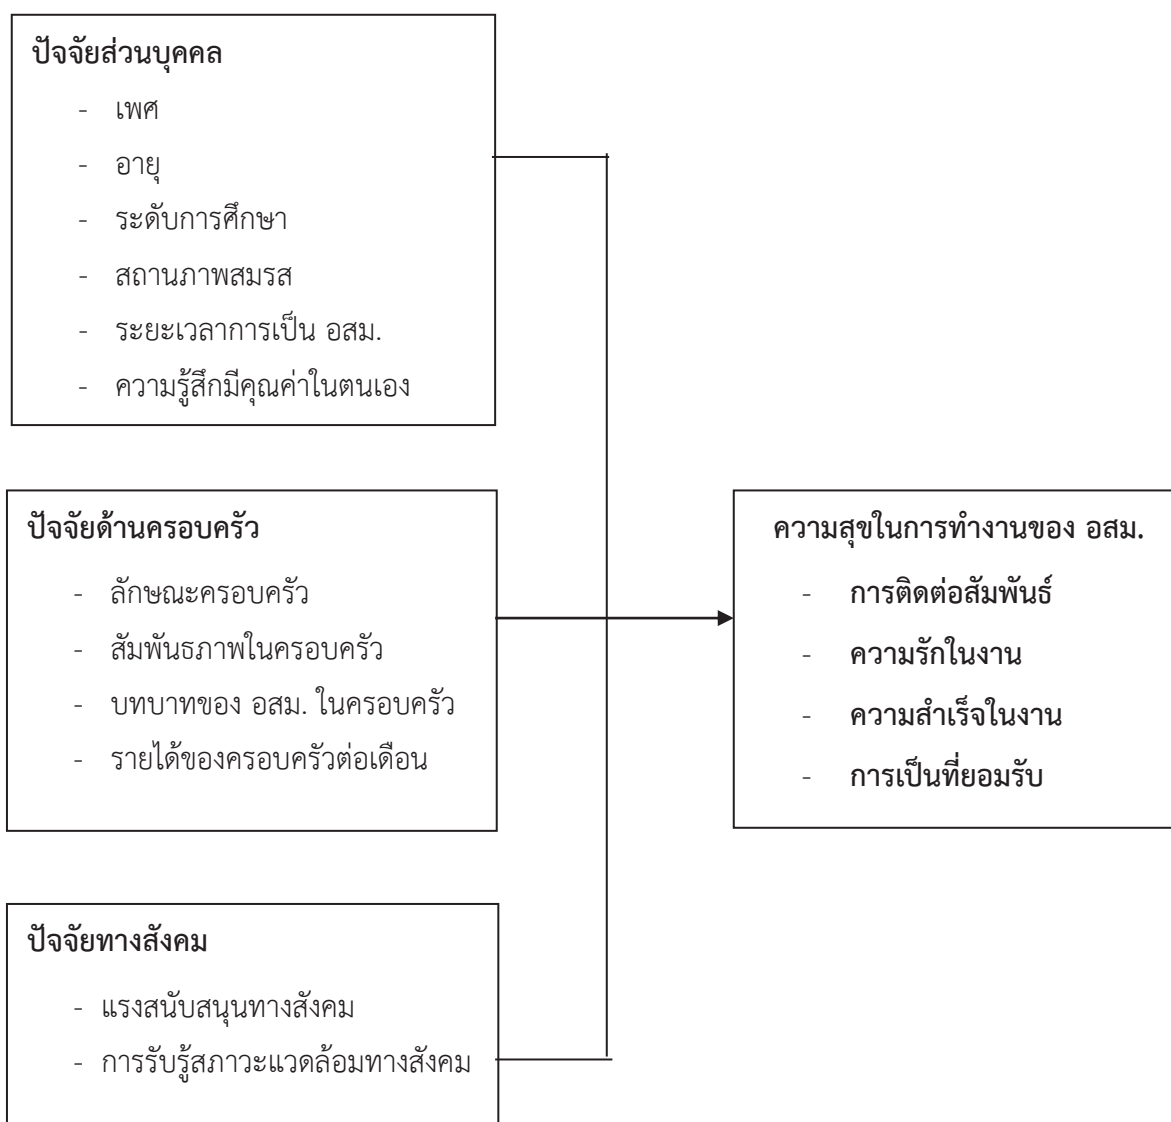 ปัจจัยส่วนบุคคล
- เพศ
- อายุ
- ระดับการศึกษา
- สถานภาพสมรส
- ระยะเวลาการเป็น อสม.
- ความรู้สึกมีคุณค่าในตนเอง
ปัจจัยด้านครอบครัว
- ลักษณะครอบครัว
- สัมพันธภาพในครอบครัว
- บทบาทของ อสม. ในครอบครัว
- รายได้ของครอบครัวต่อเดือน
ความสุขในการทำงานของ อสม.
- การติดต่อสัมพันธ์
- ความรักในงาน
- ความสำเร็จในงาน
- การเป็นที่ยอมรับ
ปัจจัยทางสังคม
- แรงสนับสนุนทางสังคม
- การรับรู้สภาวะแวดล้อมทางสังคม